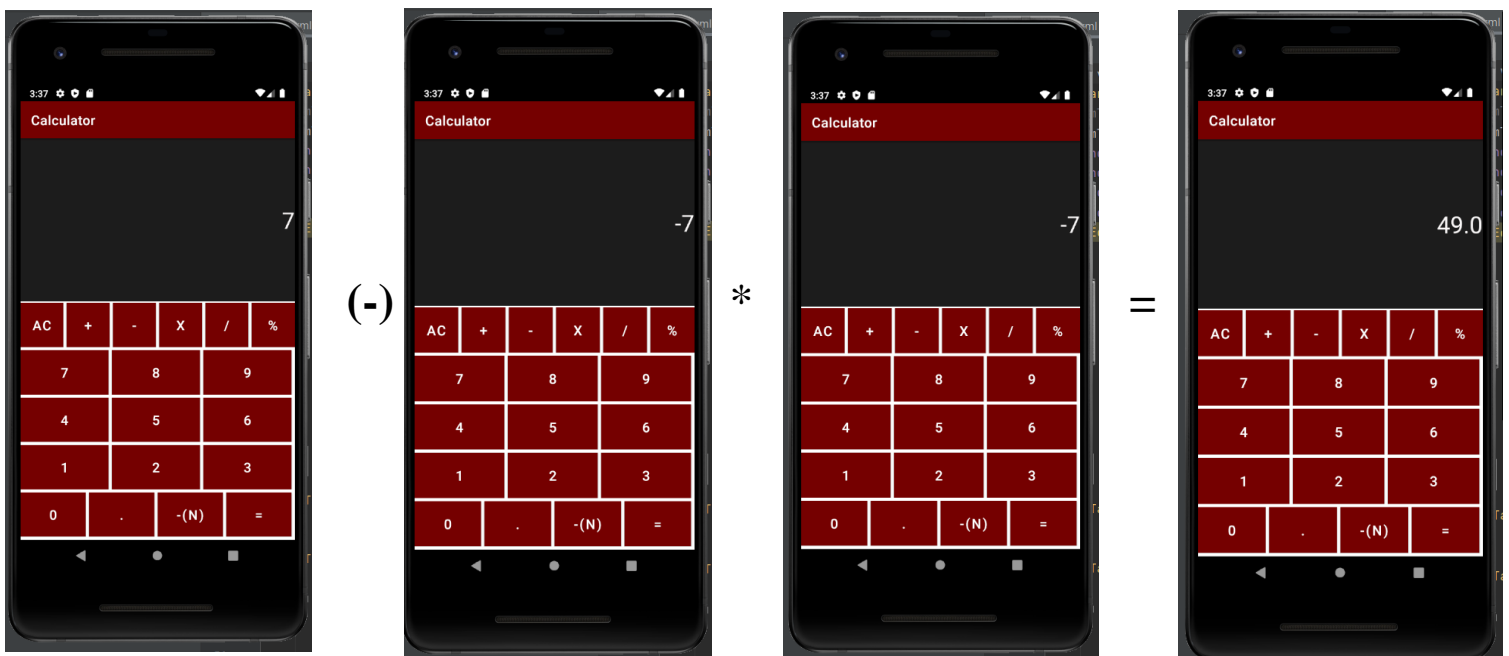 3:37
Calculator
7
AC + - X / %
7 8 9
4 5 6
1 2 3
0 . -(N) =
(-)
3:37
Calculator
-7
AC + - X / %
7 8 9
4 5 6
1 2 3
0 . -(N) =
*
3:37
Calculator
-7
AC + - X / %
7 8 9
4 5 6
1 2 3
0 . -(N) =
=
3:37
Calculator
49.0
AC + - X / %
7 8 9
4 5 6
1 2 3
0 . -(N) =